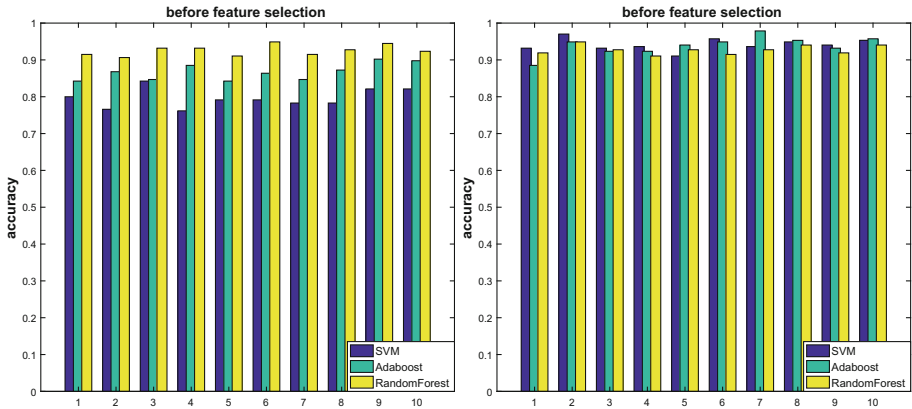 before feature selection
1
0.9
0.8
0.7
0.6
0.5
0.4
0.3
0.2
0.1
0
accuracy
SVM
Adaboost
RandomForest
1 2 3 4 5 6 7 8 9 10
before feature selection
1
0.9
0.8
0.7
0.6
0.5
0.4
0.3
0.2
0.1
0
accuracy
SVM
Adaboost
RandomForest
1 2 3 4 5 6 7 8 9 10